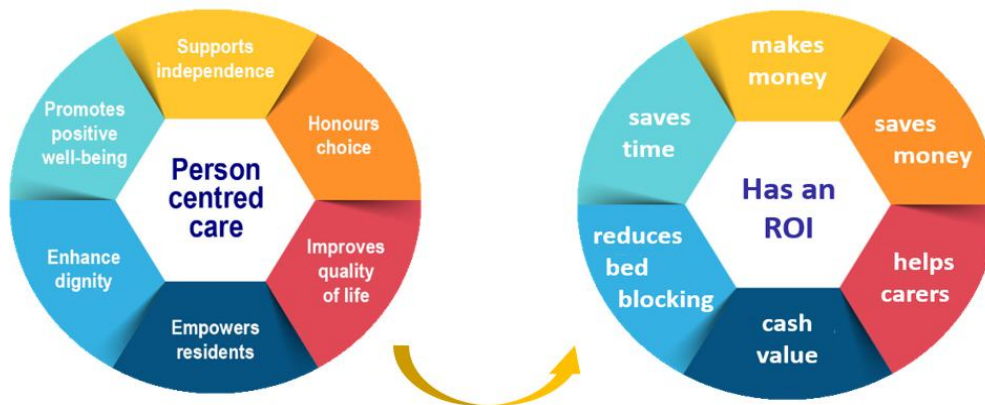 Supports
independence
Honours
choice
Improves
quality
of life
Empowers
residents
Enhance
dignity
Promotes
positive
well-being
Person
centred
care
makes
money
saves
money
helps
carers
cash
value
reduces
bed
blocking
saves
time
Has an
ROI